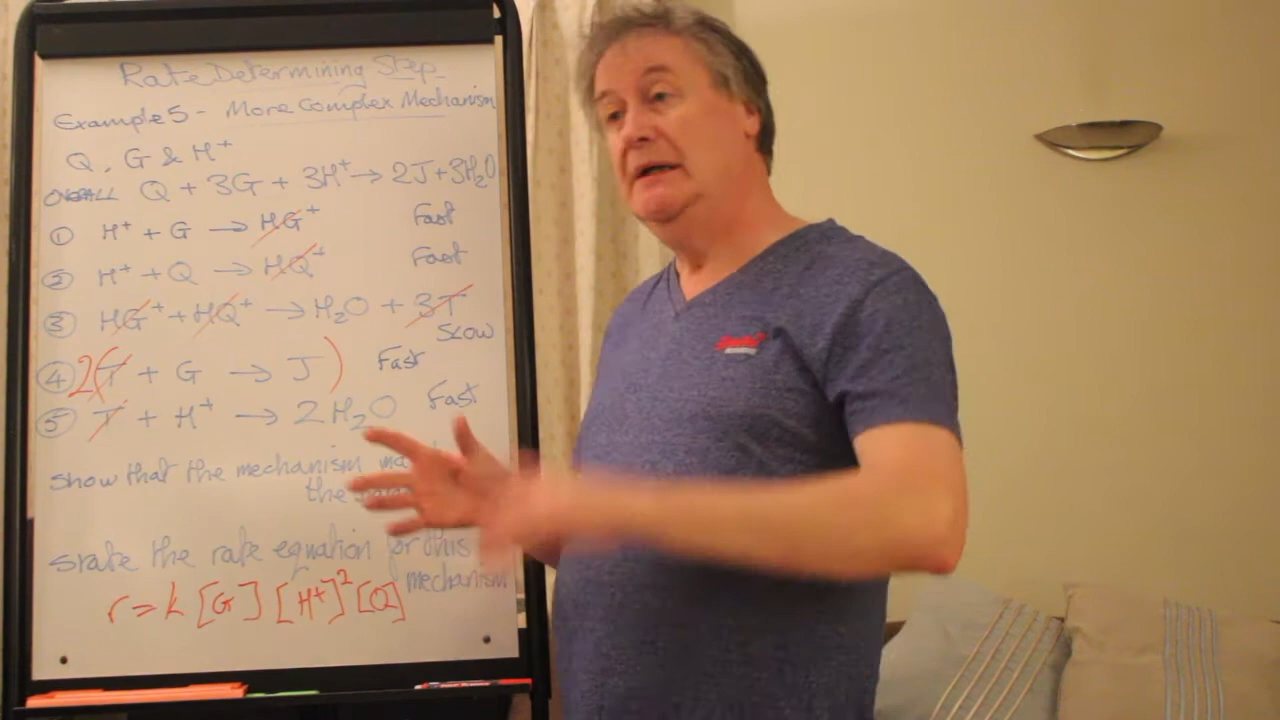 Rate Determining Step
Example 5 - More Complex Mechanism
Q, G & H⁺
OVERALL Q + 3G + 3H⁺ → 2J + 3H₂O
① H⁺ + G → HG⁺ Fast
② H⁺ + Q → HQ⁺ Fast
③ HG⁺ + HQ⁺ → H₂O + 3T
Slow
④ 2(T + G → J) Fast
⑤ T + H⁺ → 2H₂O Fast
Show that the mechanism
the
State the rate equation for this
mechanism
r = k [G] [H⁺]² [Q]